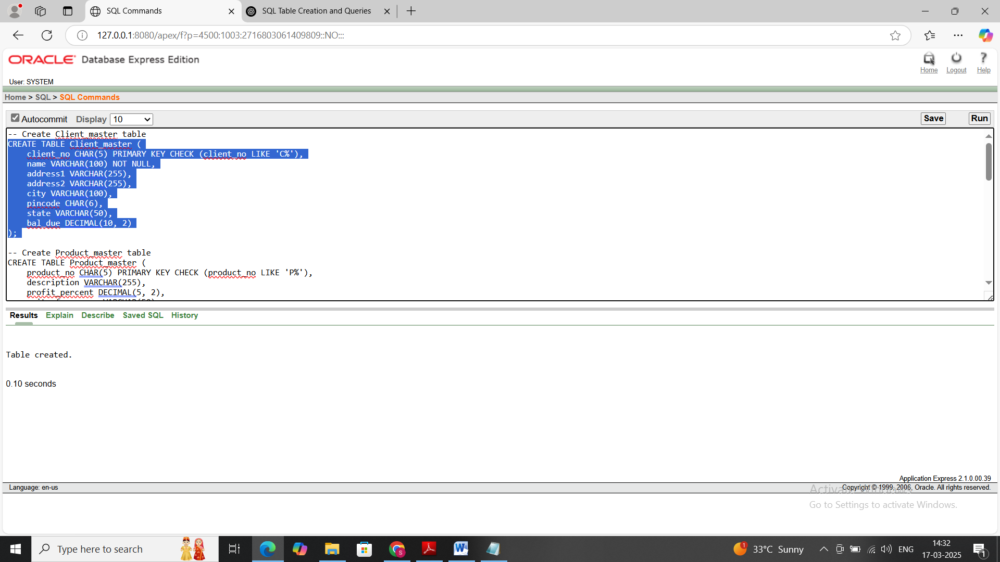 SQL Commands
SQL Table Creation and Queries
127.0.0.1:8080/apex/f?p=4500:1003:2716803061409809::NO:::
ORACLE Database Express Edition
Home Logout Help
User: SYSTEM
Home > SQL > SQL Commands
Autocommit Display 10 Save Run
-- Create Client_master table
CREATE TABLE Client_master (
    client_no CHAR(5) PRIMARY KEY CHECK (client_no LIKE 'C%'),
    name VARCHAR(100) NOT NULL,
    address1 VARCHAR(255),
    address2 VARCHAR(255),
    city VARCHAR(100),
    pincode CHAR(6),
    state VARCHAR(50),
    bal_due DECIMAL(10, 2)
);
-- Create Product_master table
CREATE TABLE Product_master (
    product_no CHAR(5) PRIMARY KEY CHECK (product_no LIKE 'P%'),
    description VARCHAR(255),
    profit_percent DECIMAL(5, 2),
Results Explain Describe Saved SQL History
Table created.
0.10 seconds
Application Express 2.1.0.00.39
Language: en-us
Copyright © 1999, 2006, Oracle. All rights reserved.
Activate Windows
Go to Settings to activate Windows.
Type here to search
S
1
33°C Sunny
ENG
14:32
17-03-2025
1